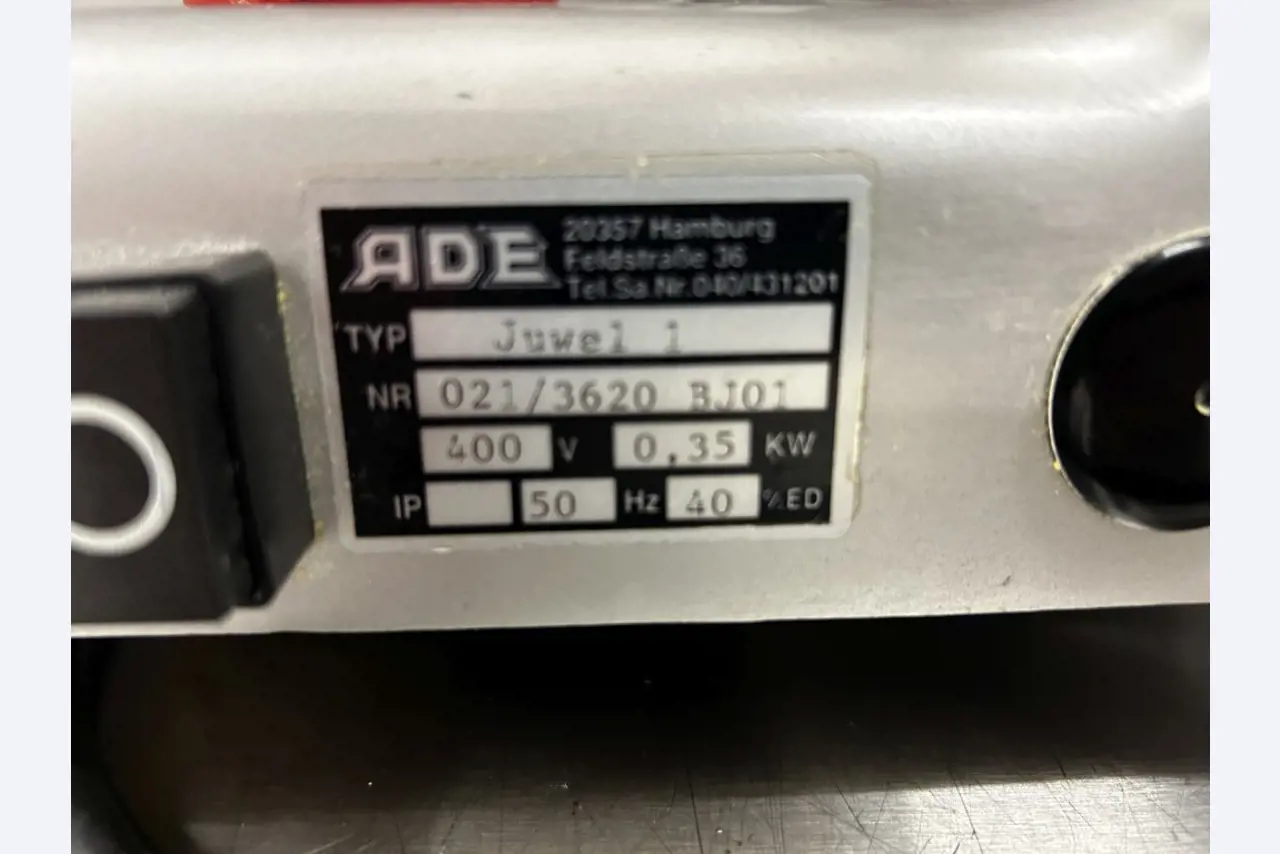 ADE
20357 Hamburg
Feldstraße 36
Tel.Sa.Nr.040/431201
TYP Juwel 1
NR 021/3620 BJ01
400 V 0,35 KW
IP 50 Hz 40 %ED